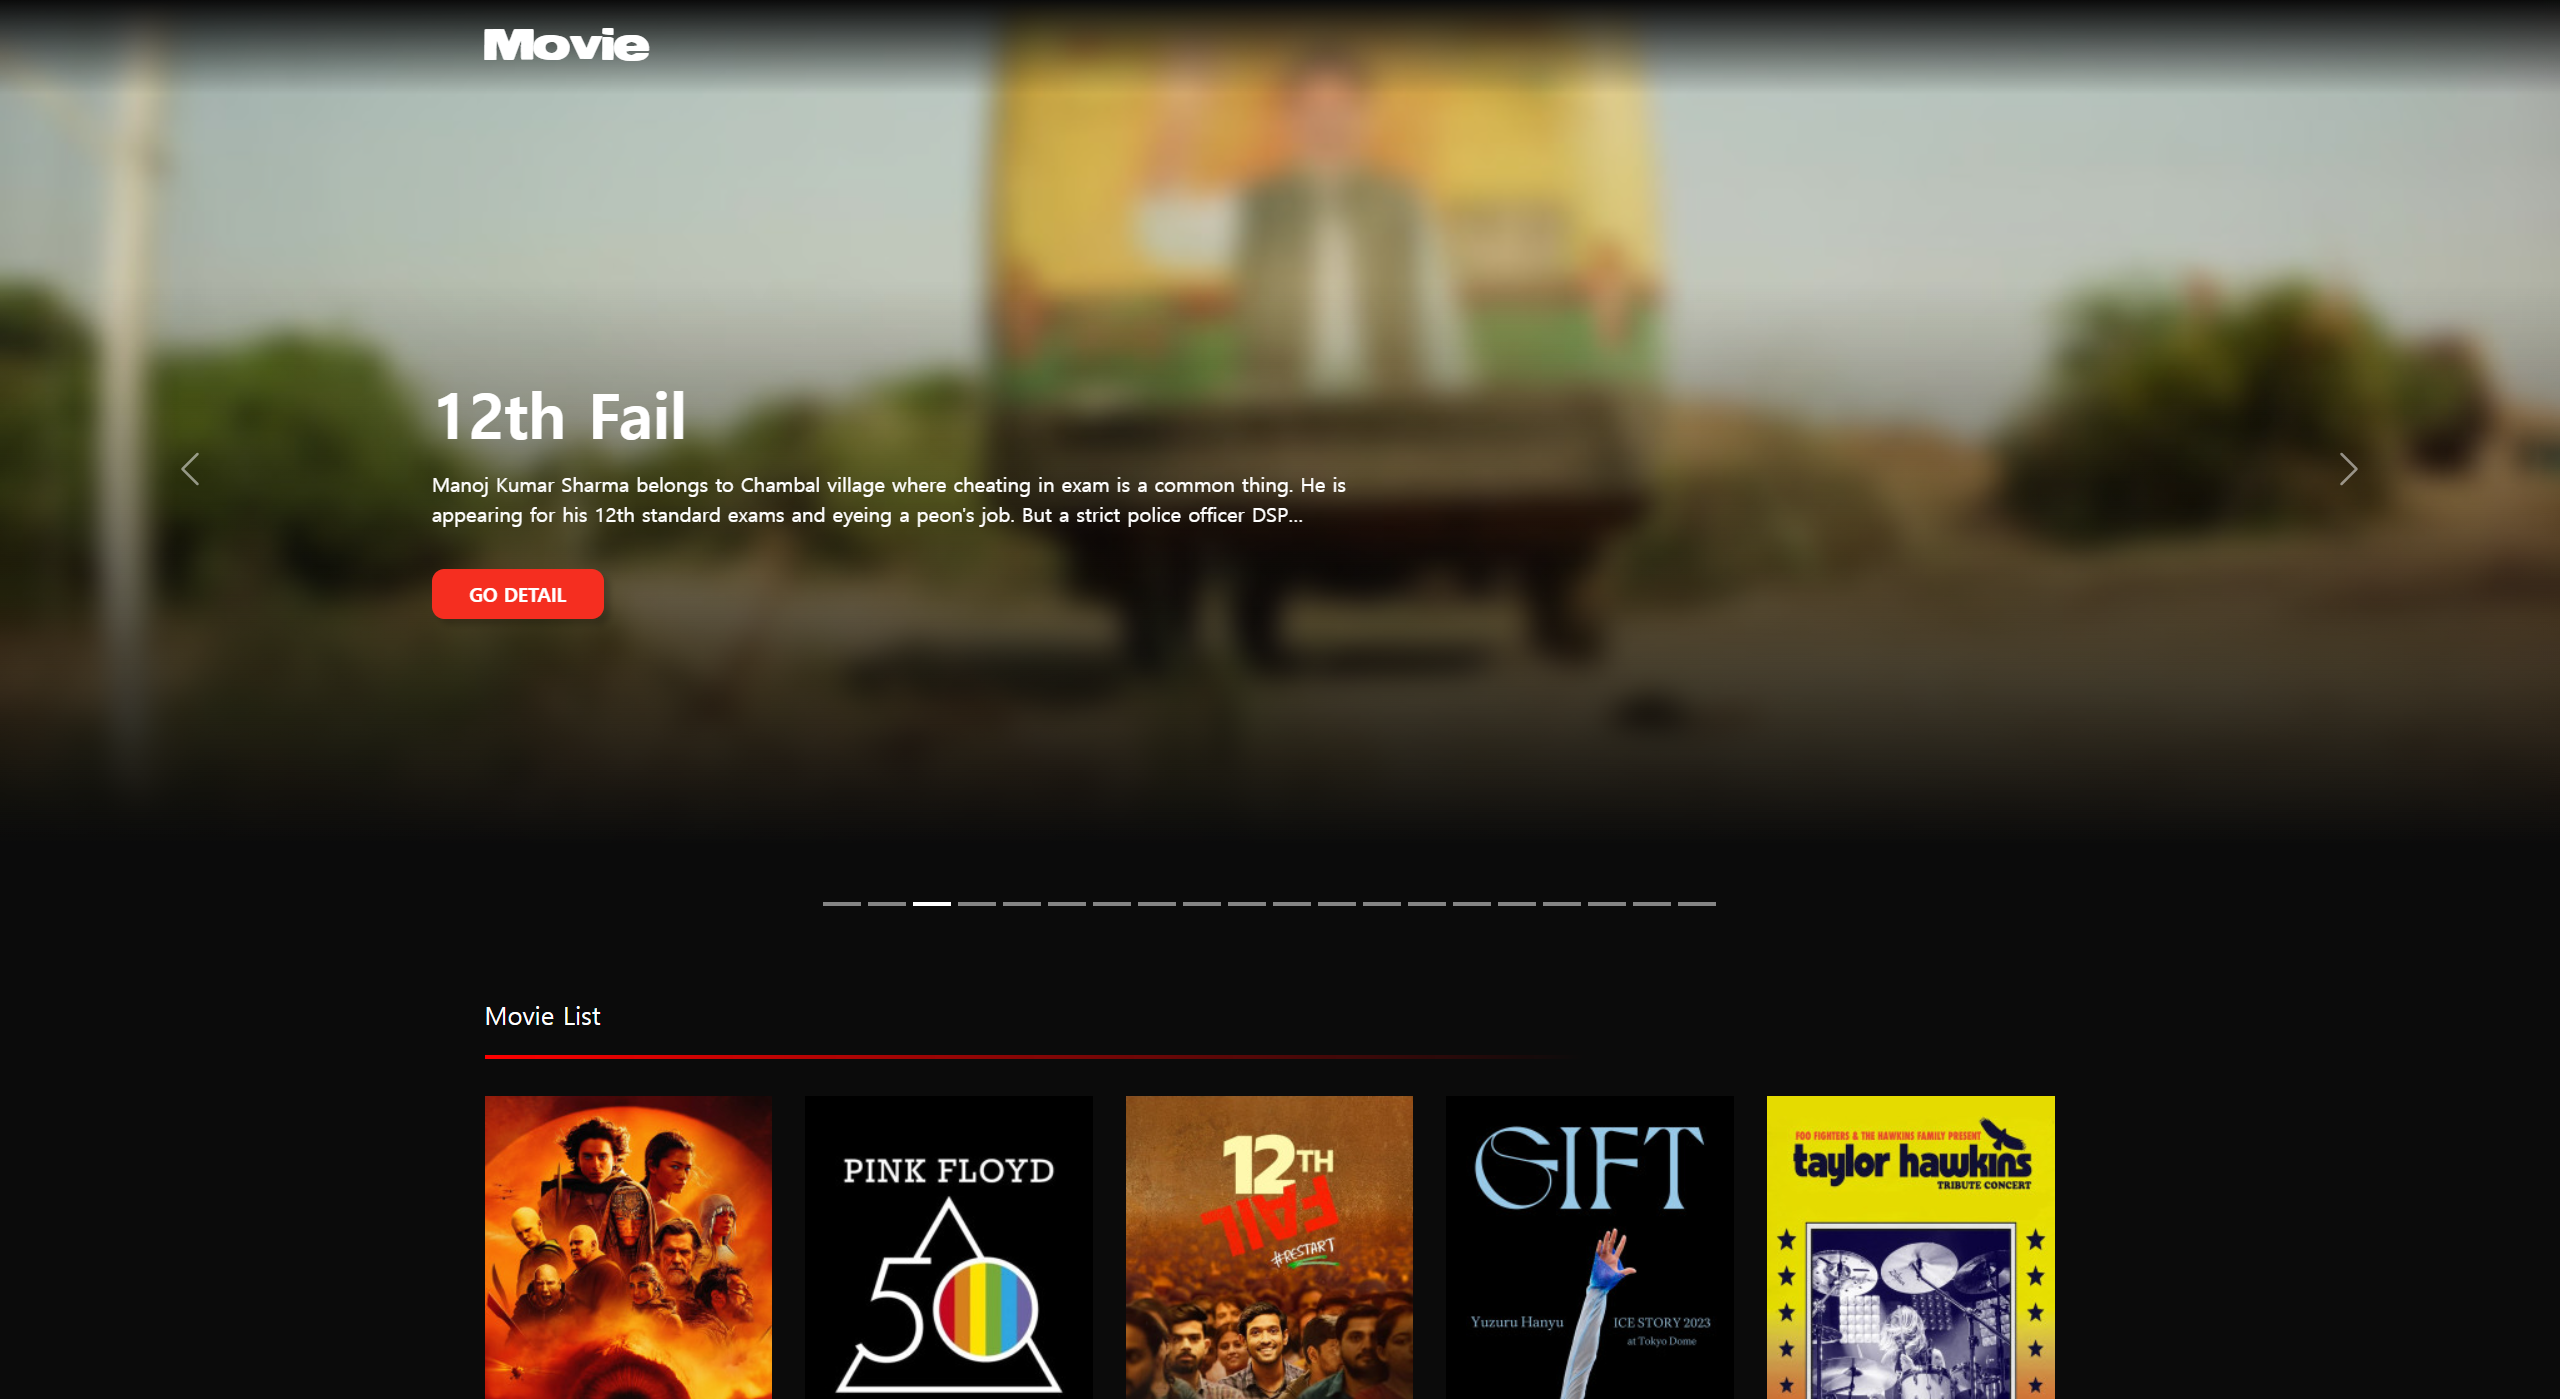 Movie
12th Fail
Manoj Kumar Sharma belongs to Chambal village where cheating in exam is a common thing. He is
appearing for his 12th standard exams and eyeing a peon's job. But a strict police officer DSP...
GO DETAIL
Movie List
PINK FLOYD
50
12TH
FAIL
#RESTART
GIFT
Yuzuru Hanyu
ICE STORY 2023
at Tokyo Dome
FOO FIGHTERS & THE HAWKINS FAMILY PRESENT
taylor hawkins
TRIBUTE CONCERT